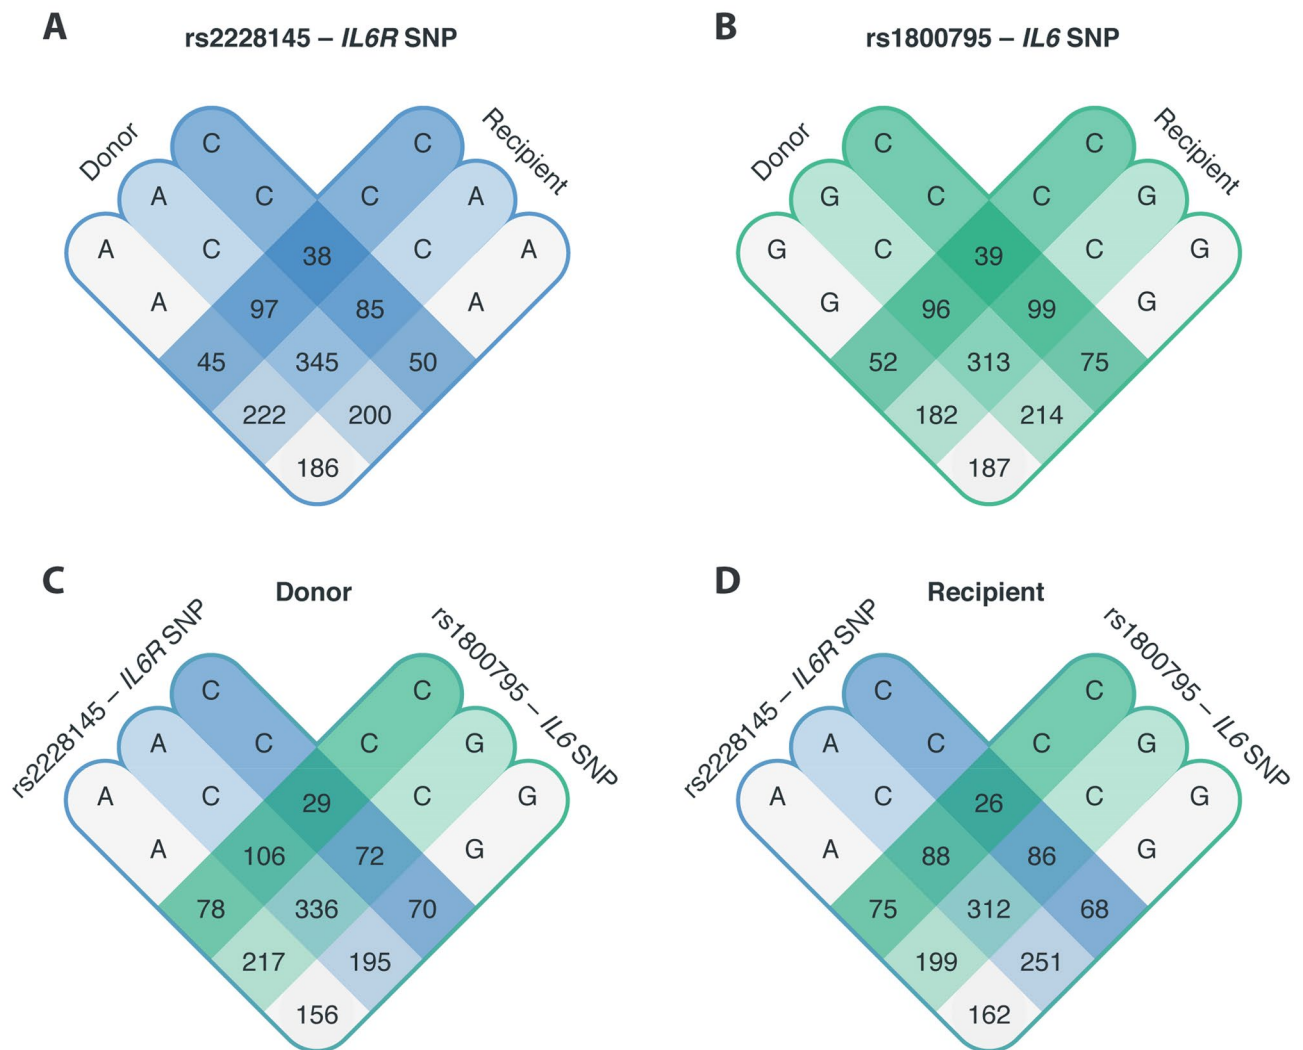 A
rs2228145 – IL6R SNP
Donor
Recipient
C C
A C C A
A C C A
A 38 A
97 85
45 345 50
222 200
186
B
rs1800795 – IL6 SNP
Donor
Recipient
C C
G C C G
G C C G
G 39 G
96 99
52 313 75
182 214
187
C
Donor
rs2228145 – IL6R SNP
rs1800795 – IL6 SNP
C C
A C C G
A C C G
A 29 G
106 72
78 336 70
217 195
156
D
Recipient
rs2228145 – IL6R SNP
rs1800795 – IL6 SNP
C C
A C C G
A C C G
A 26 G
88 86
75 312 68
199 251
162